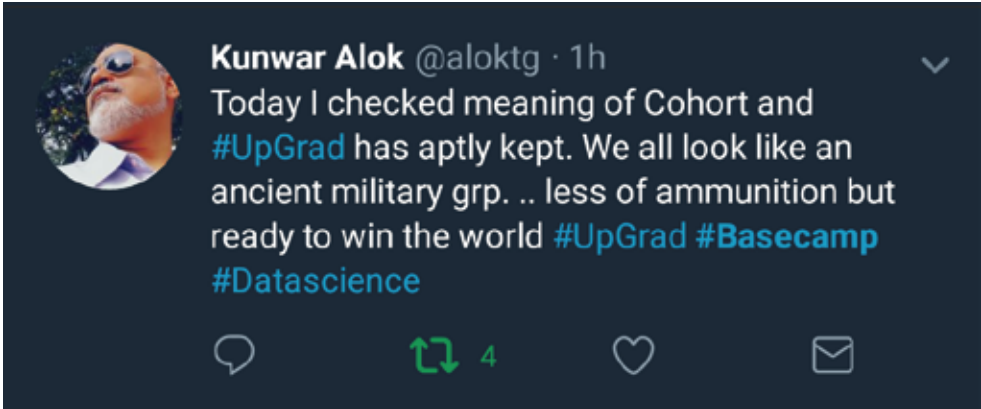 Kunwar Alok @aloktg · 1h
Today I checked meaning of Cohort and
#UpGrad has aptly kept. We all look like an
ancient military grp. .. less of ammunition but
ready to win the world #UpGrad #Basecamp
#Datascience
4